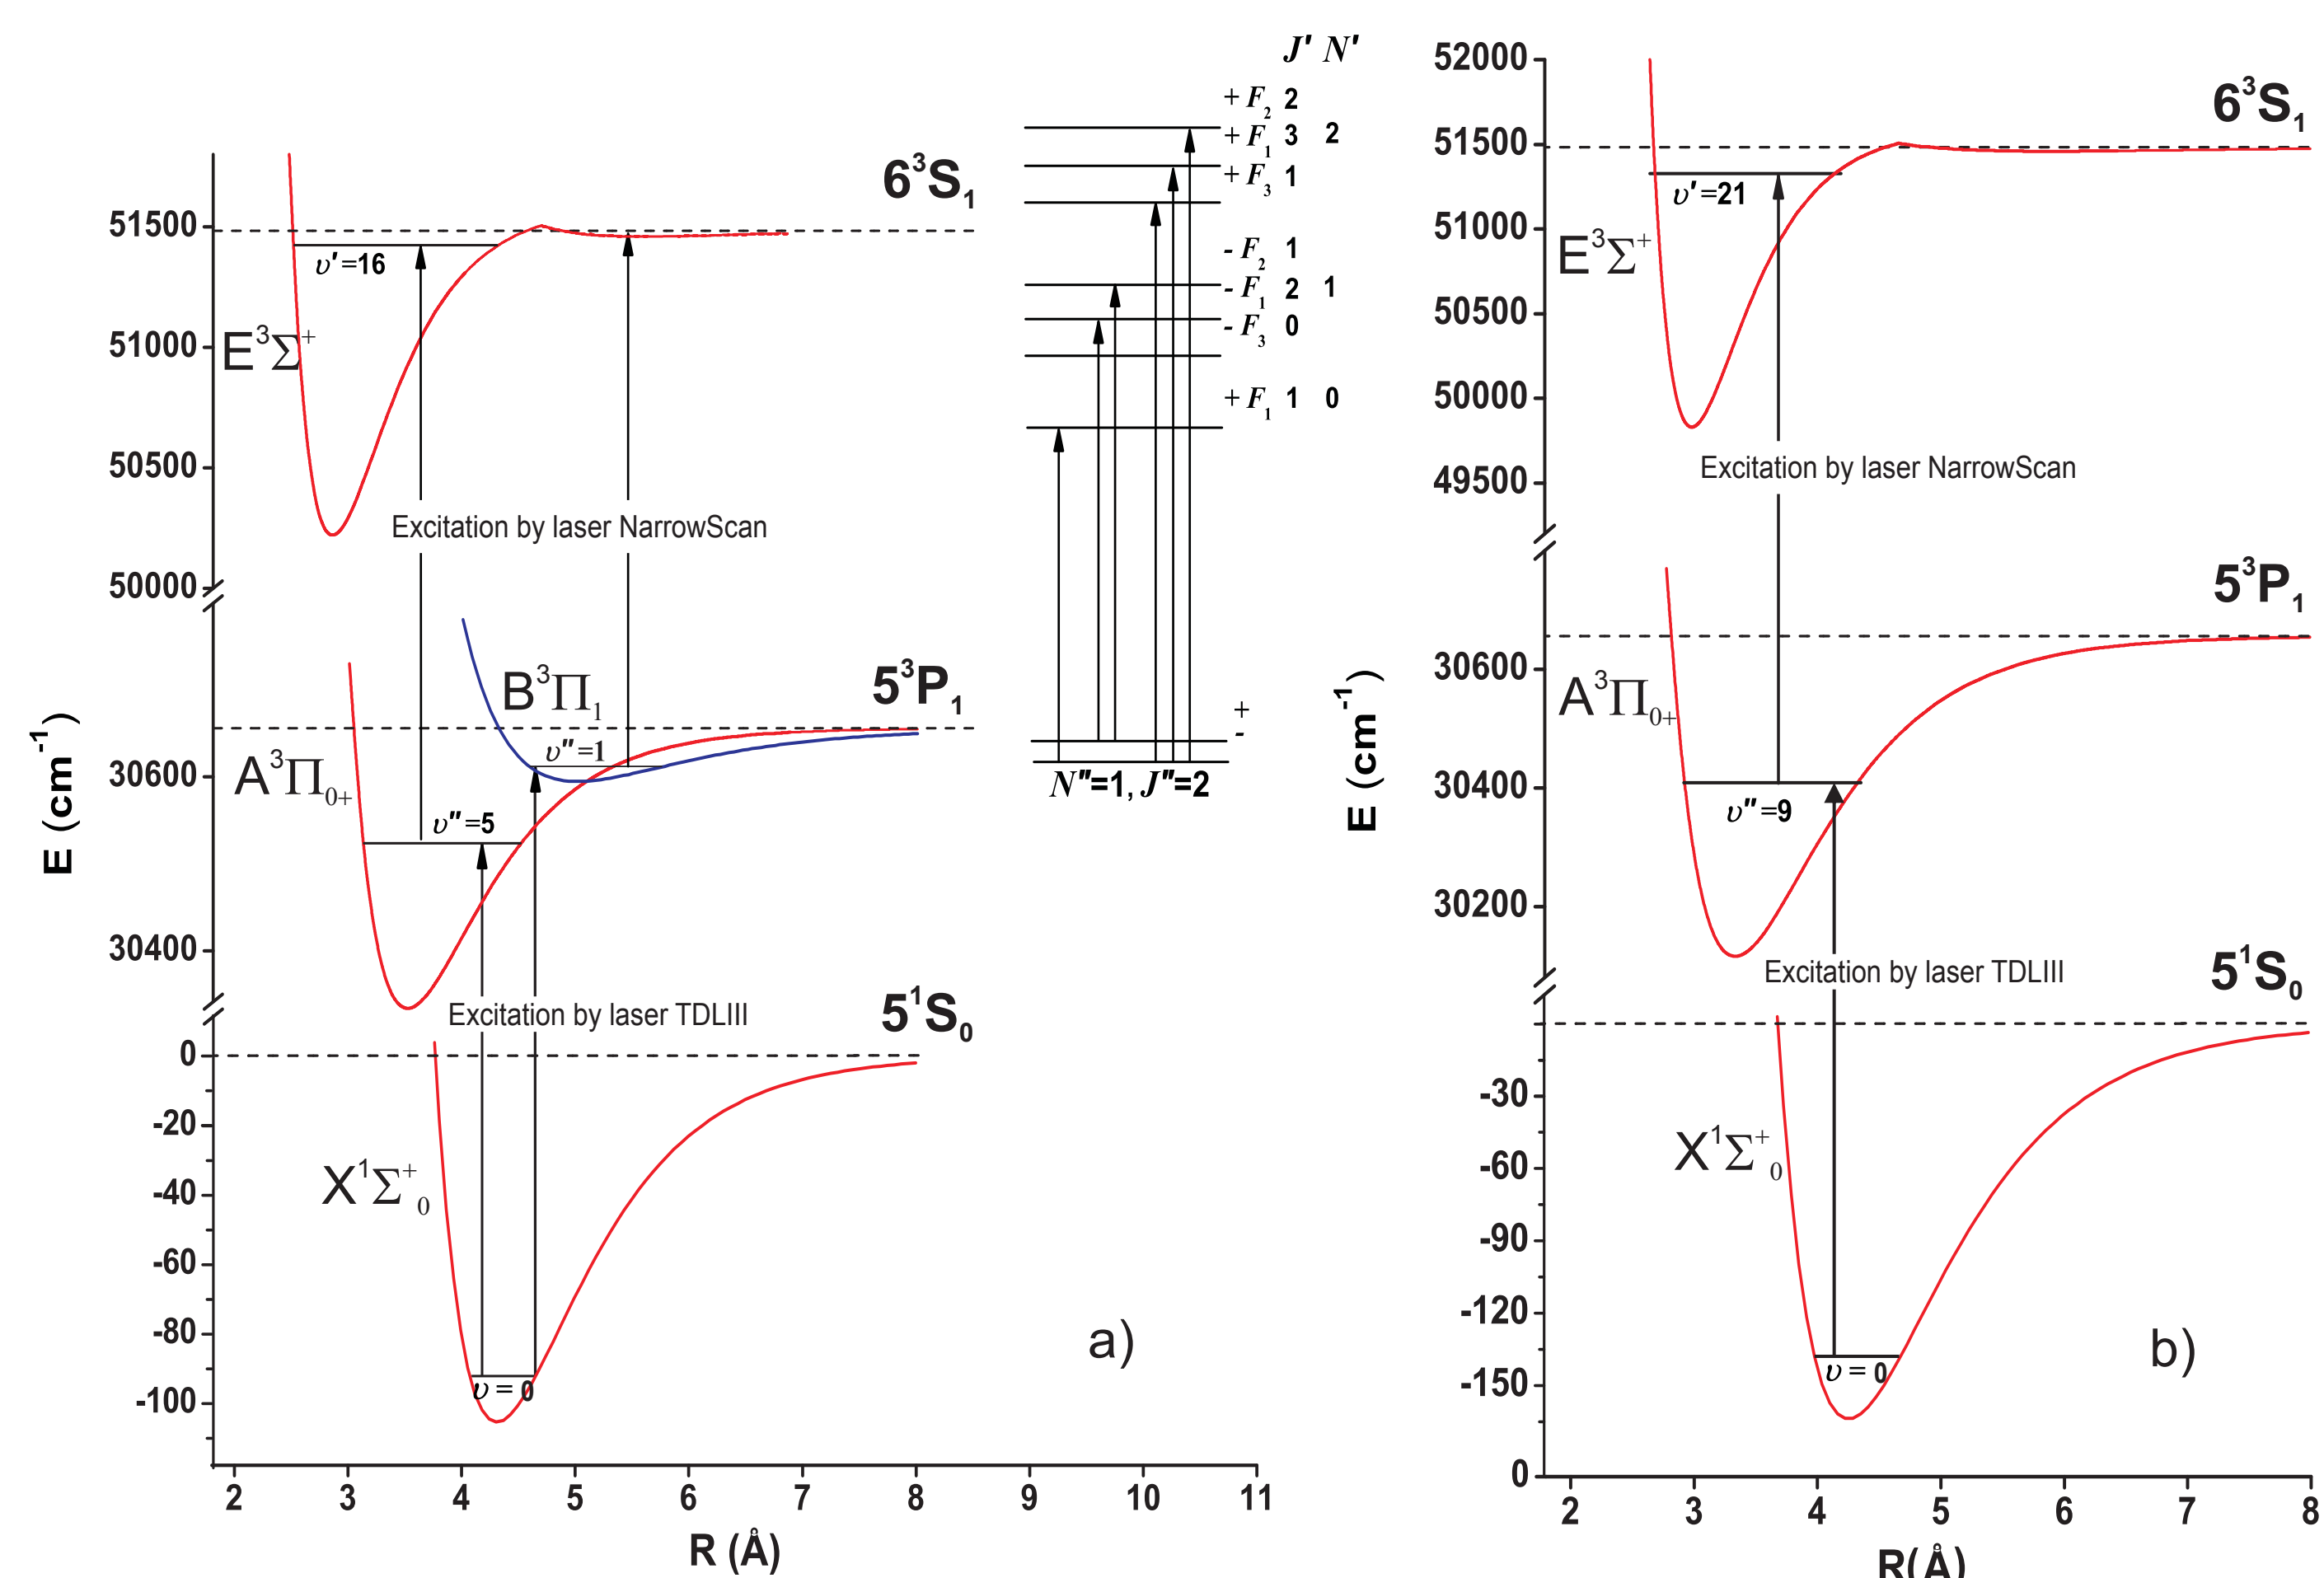 J' N'
+ F₂ 2
+ F₁ 3 2
+ F₃ 1
- F₂ 1
- F₁ 2 1
- F₃ 0
+ F₁ 1 0
+
-
N"=1, J"=2
6³S₁
51500
υ'=16
E³Σ⁺
51000
50500
Excitation by laser NarrowScan
50000
B³Π₁
5³P₁
υ"=1
A³Π₀₊
30600
υ"=5
30400
E (cm⁻¹)
Excitation by laser TDLIII
5¹S₀
0
-20
-40
X¹Σ⁺₀
-60
-80
-100
υ = 0
a)
2 3 4 5 6 7 8 9 10 11
R (Å)
52000
6³S₁
51500
υ'=21
E³Σ⁺
51000
50500
50000
Excitation by laser NarrowScan
49500
5³P₁
30600
A³Π₀₊
30400
υ"=9
30200
E (cm⁻¹)
Excitation by laser TDLIII
5¹S₀
-30
-60
X¹Σ⁺₀
-90
-120
-150
υ = 0
b)
0
2 3 4 5 6 7 8
R(Å)